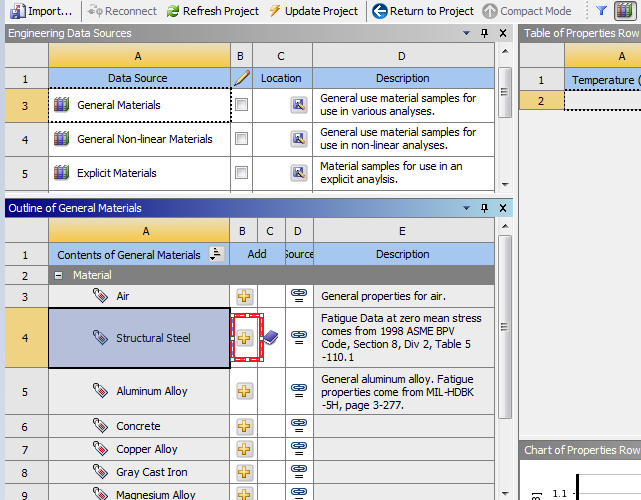 Import... Reconnect Refresh Project Update Project Return to Project Compact Mode
Engineering Data Sources
Table of Properties Row
A B C D
1 Data Source Location Description
3 General Materials General use material samples for use in various analyses.
4 General Non-linear Materials General use material samples for use in non-linear analyses.
5 Explicit Materials Material samples for use in an explicit anaylsis.
A
1 Temperature (
2
Outline of General Materials
A B C D E
1 Contents of General Materials Add Source Description
2 Material
3 Air General properties for air.
4 Structural Steel Fatigue Data at zero mean stress comes from 1998 ASME BPV Code, Section 8, Div 2, Table 5 -110.1
5 Aluminum Alloy General aluminum alloy. Fatigue properties come from MIL-HDBK -5H, page 3-277.
6 Concrete
7 Copper Alloy
8 Gray Cast Iron
9 Magnesium Alloy
Chart of Properties Row
1.1